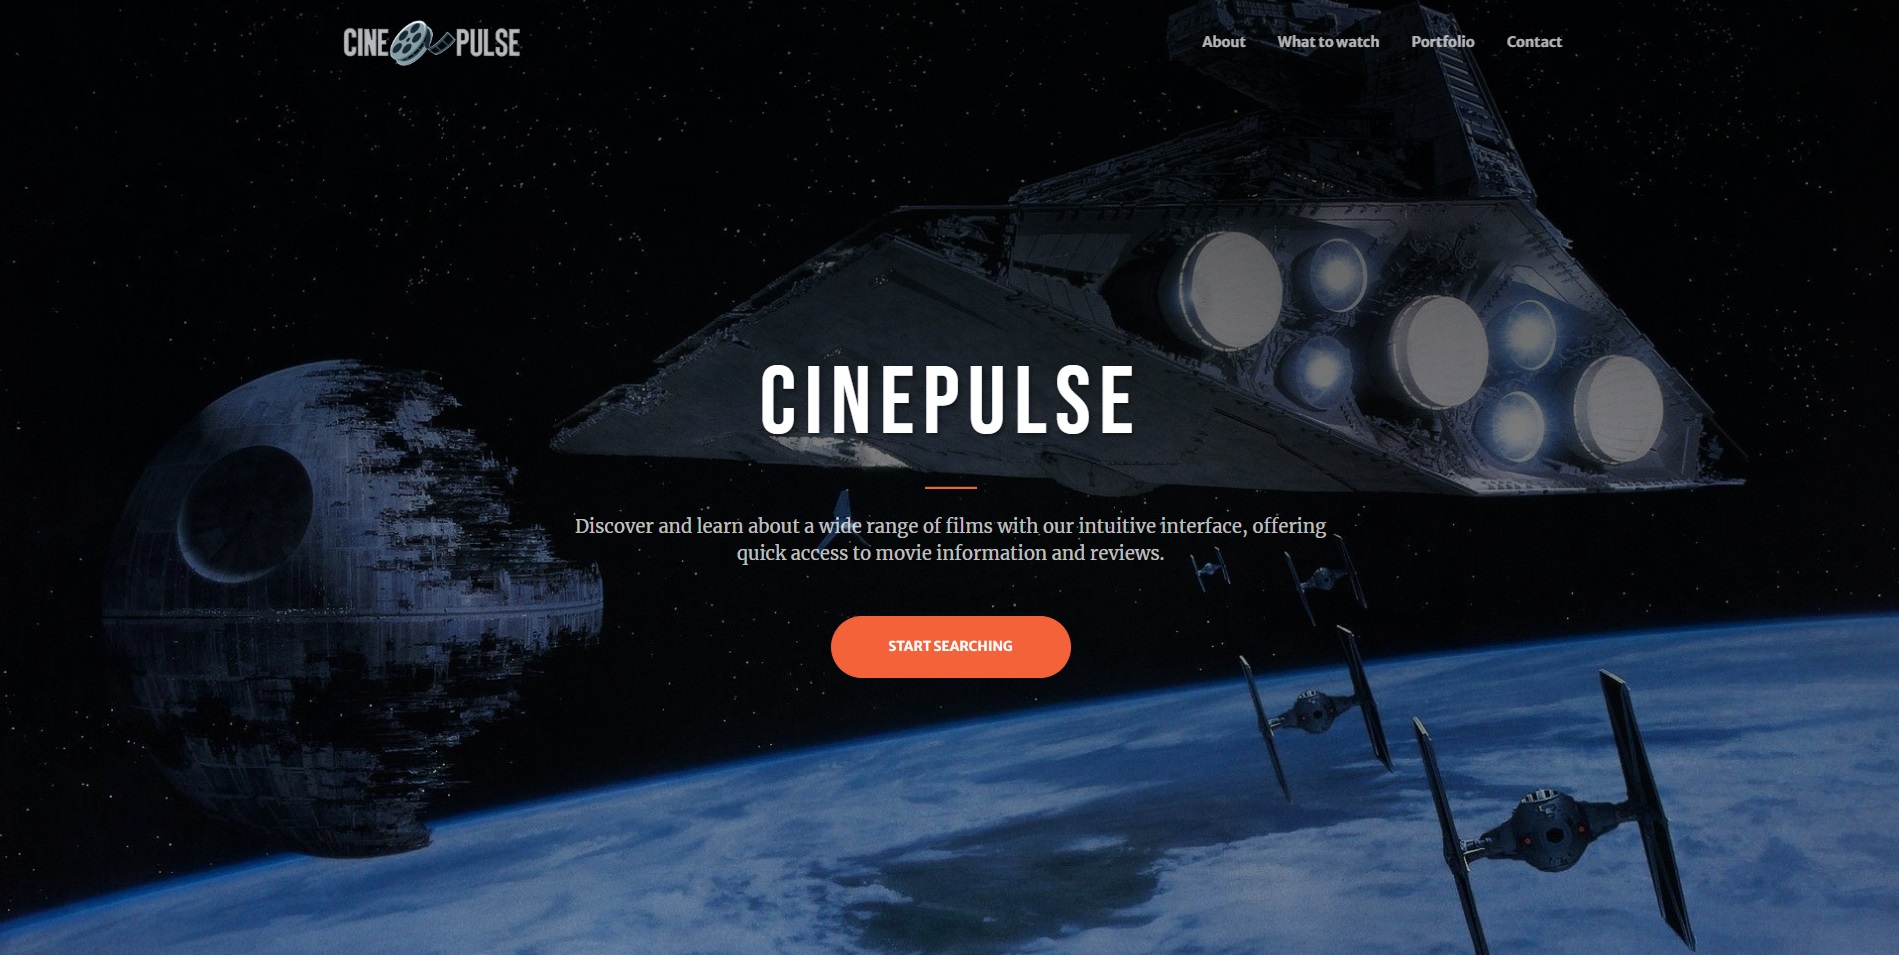 CINE PULSE
About
What to watch
Portfolio
Contact
CINEPULSE
Discover and learn about a wide range of films with our intuitive interface, offering
quick access to movie information and reviews.
START SEARCHING